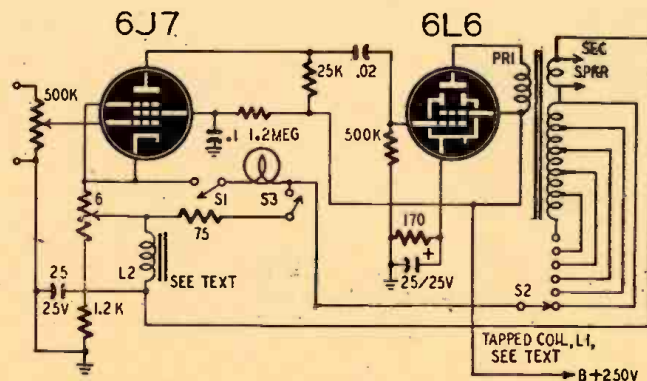 6J7
6L6
500K
25K
.02
PRI
SEC
SPKR
.1
1.2MEG
500K
S1
S3
6
75
170
+
L2
SEE TEXT
25
25V
25/25V
1.2K
S2
TAPPED COIL, L1,
SEE TEXT
B+250V